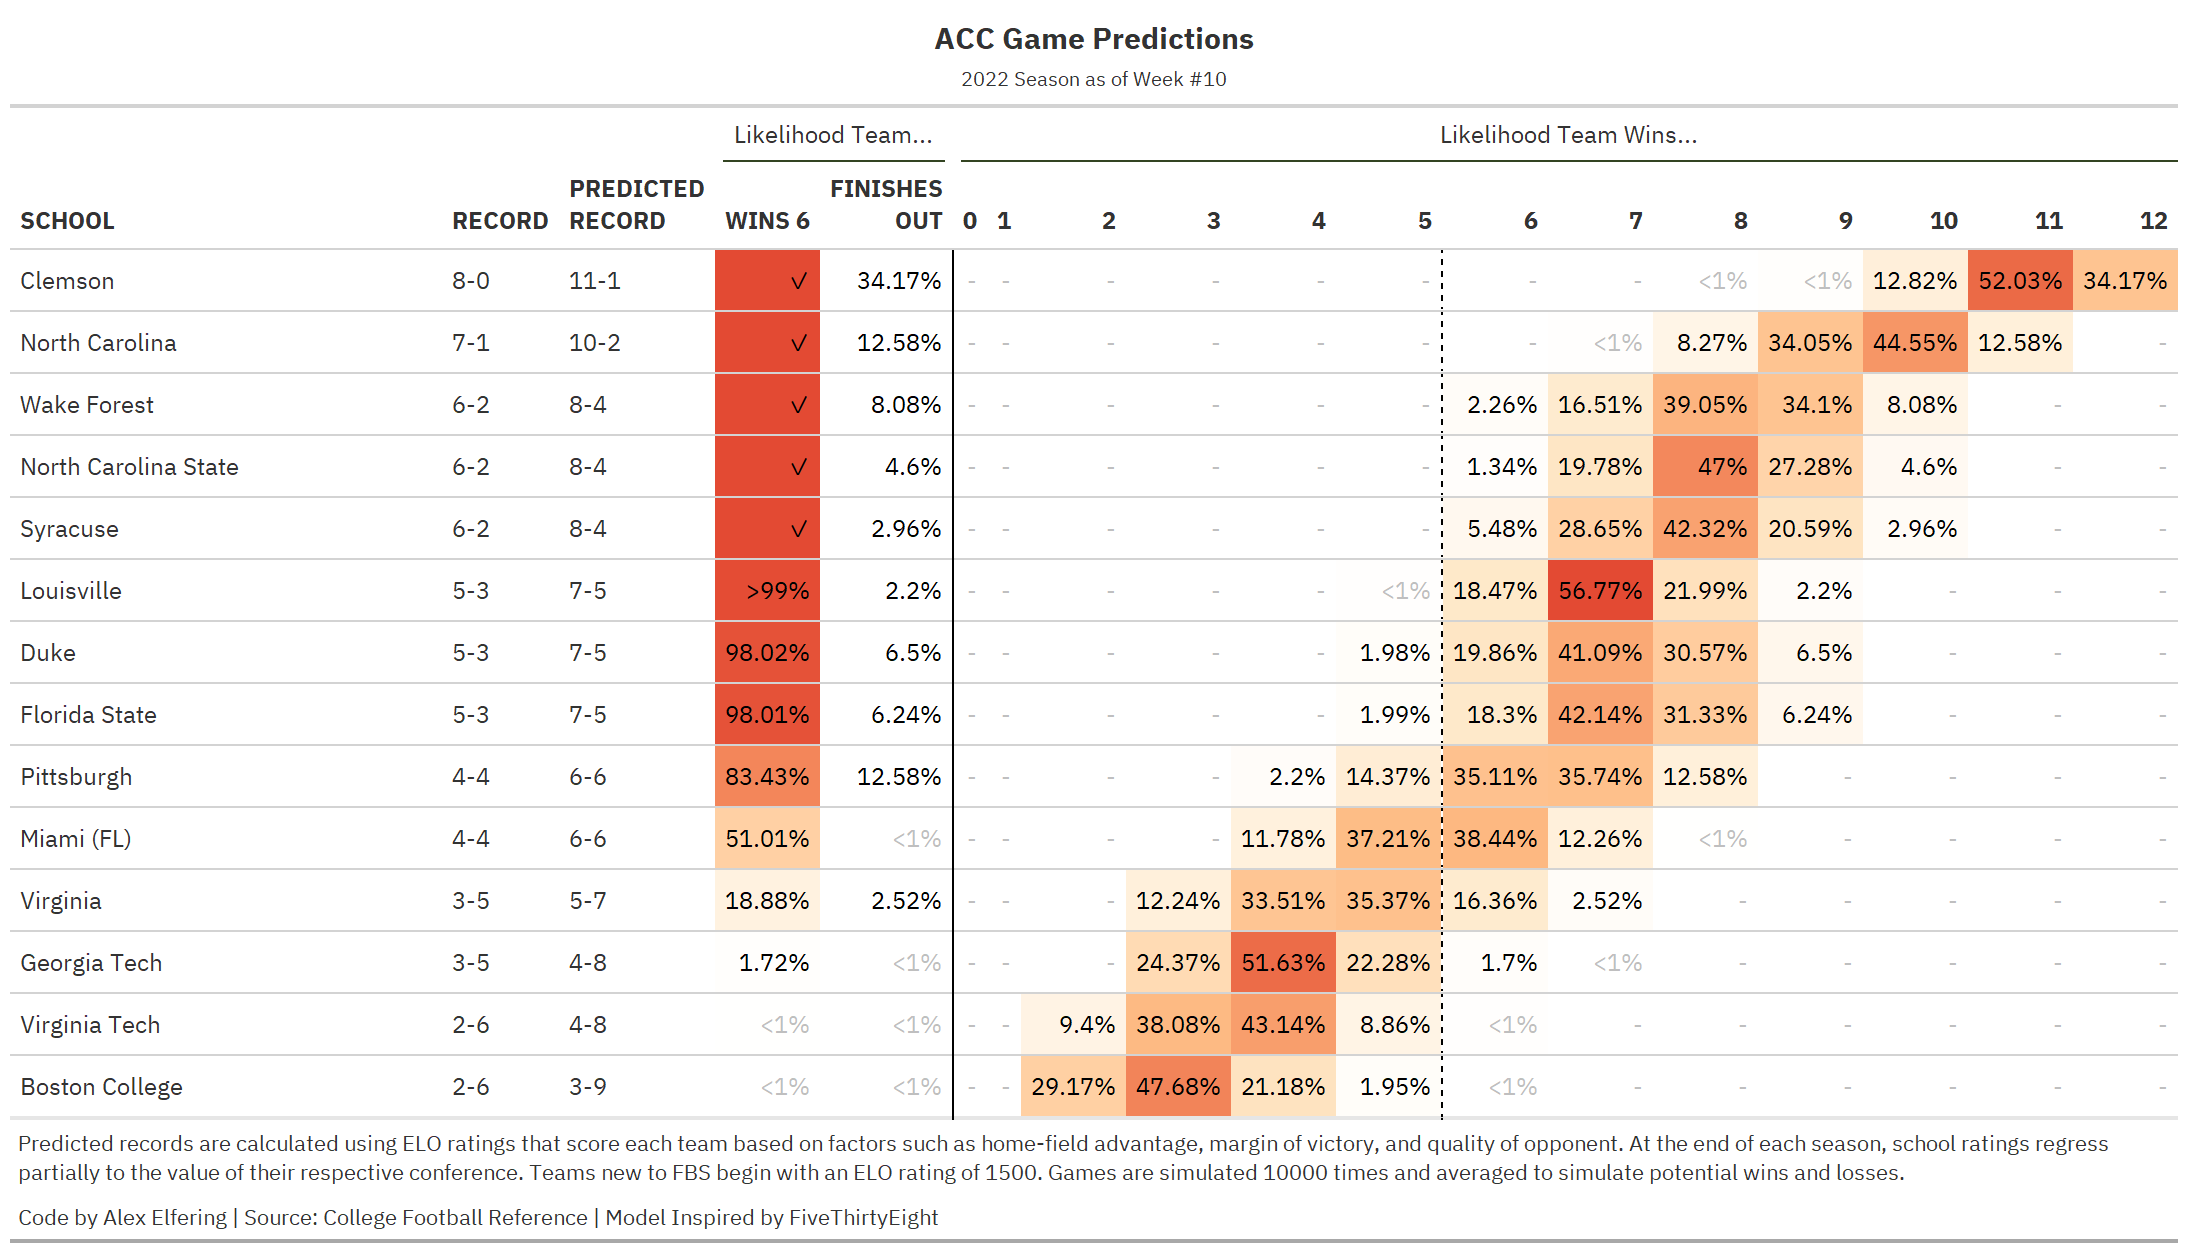 ACC Game Predictions
2022 Season as of Week #10
Likelihood Team... Likelihood Team Wins...
SCHOOL RECORD PREDICTED RECORD WINS 6 FINISHES OUT 0 1 2 3 4 5 6 7 8 9 10 11 12
Clemson 8-0 11-1 ✓ 34.17% - - - - - - - - <1% <1% 12.82% 52.03% 34.17%
North Carolina 7-1 10-2 ✓ 12.58% - - - - - - - <1% 8.27% 34.05% 44.55% 12.58% -
Wake Forest 6-2 8-4 ✓ 8.08% - - - - - - 2.26% 16.51% 39.05% 34.1% 8.08% - -
North Carolina State 6-2 8-4 ✓ 4.6% - - - - - - 1.34% 19.78% 47% 27.28% 4.6% - -
Syracuse 6-2 8-4 ✓ 2.96% - - - - - - 5.48% 28.65% 42.32% 20.59% 2.96% - -
Louisville 5-3 7-5 >99% 2.2% - - - - - <1% 18.47% 56.77% 21.99% 2.2% - - -
Duke 5-3 7-5 98.02% 6.5% - - - - - 1.98% 19.86% 41.09% 30.57% 6.5% - - -
Florida State 5-3 7-5 98.01% 6.24% - - - - - 1.99% 18.3% 42.14% 31.33% 6.24% - - -
Pittsburgh 4-4 6-6 83.43% 12.58% - - - - 2.2% 14.37% 35.11% 35.74% 12.58% - - - -
Miami (FL) 4-4 6-6 51.01% <1% - - - - 11.78% 37.21% 38.44% 12.26% <1% - - - -
Virginia 3-5 5-7 18.88% 2.52% - - - 12.24% 33.51% 35.37% 16.36% 2.52% - - - - -
Georgia Tech 3-5 4-8 1.72% <1% - - - 24.37% 51.63% 22.28% 1.7% <1% - - - - -
Virginia Tech 2-6 4-8 <1% <1% - - 9.4% 38.08% 43.14% 8.86% <1% - - - - - -
Boston College 2-6 3-9 <1% <1% - - 29.17% 47.68% 21.18% 1.95% <1% - - - - - -
Predicted records are calculated using ELO ratings that score each team based on factors such as home-field advantage, margin of victory, and quality of opponent. At the end of each season, school ratings regress
partially to the value of their respective conference. Teams new to FBS begin with an ELO rating of 1500. Games are simulated 10000 times and averaged to simulate potential wins and losses.
Code by Alex Elfering | Source: College Football Reference | Model Inspired by FiveThirtyEight